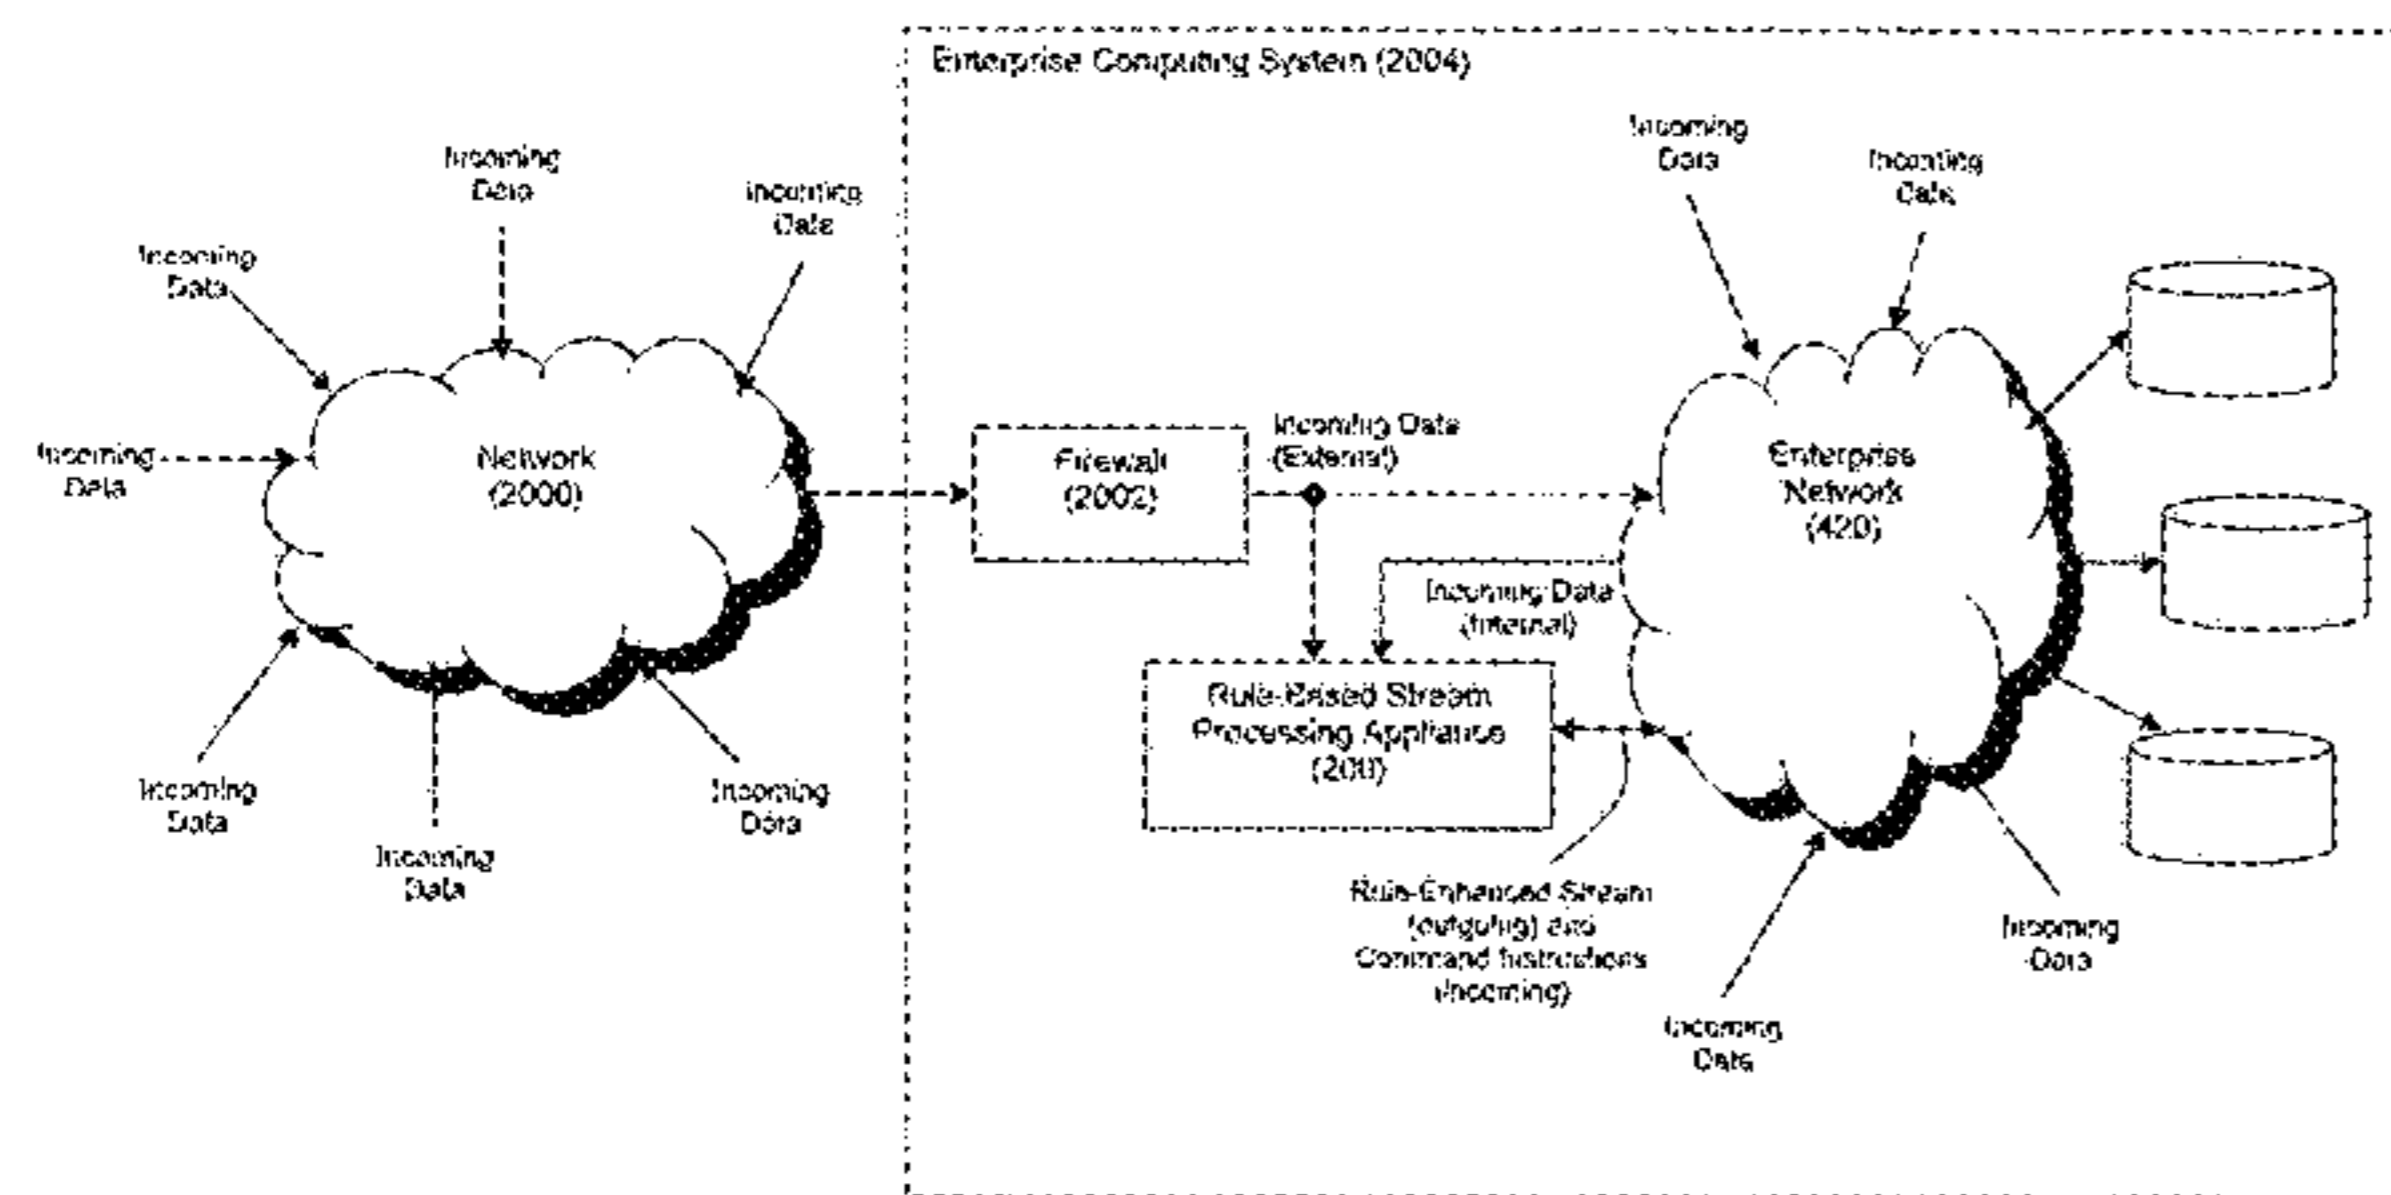 Enterprise Computing System (2004)
Incoming
Data
Incoming
Data
Incoming
Data
Incoming
Data
Incoming
Data
Incoming
Data
Network
(2000)
Firewall
(2002)
Incoming Data
(External)
Enterprise
Network
(420)
Incoming Data
(Internal)
Rule-Based Stream
Processing Appliance
(200)
Incoming
Data
Incoming
Data
Incoming
Data
Rule-Enhanced Stream
(outgoing) and
Command Instructions
(incoming)
Incoming
Data
Incoming
Data